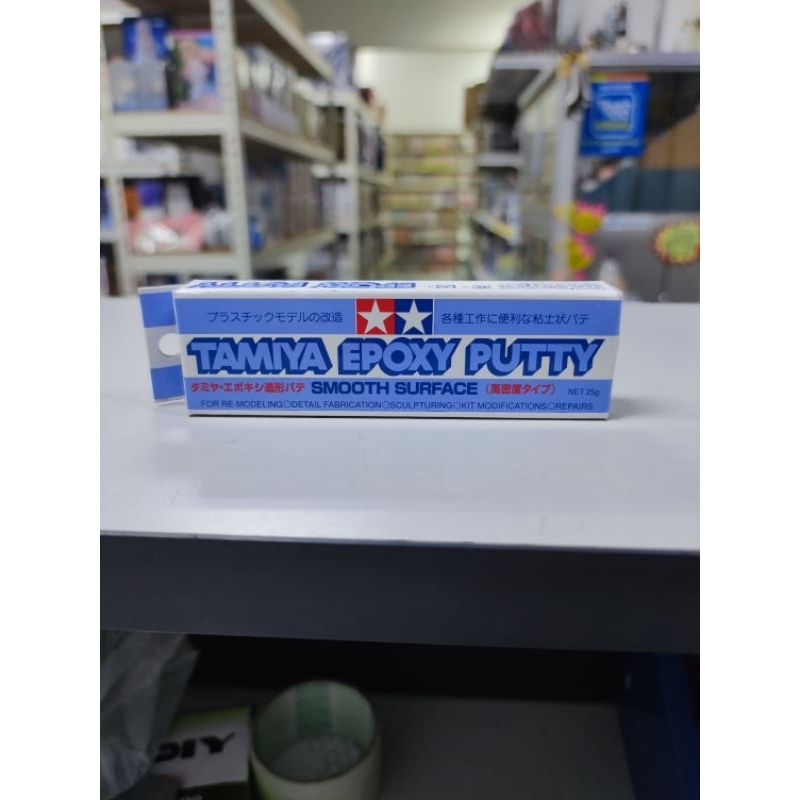 プラスチックモデルの改造 各種工作に便利な粘土状パテ
TAMIYA EPOXY PUTTY
タミヤ・エポキシ造形パテ SMOOTH SURFACE (高密度タイプ) NET 25g
FOR RE-MODELING○DETAIL FABRICATION○SCULPTURING○KIT MODIFICATIONS○REPAIRS
DIY